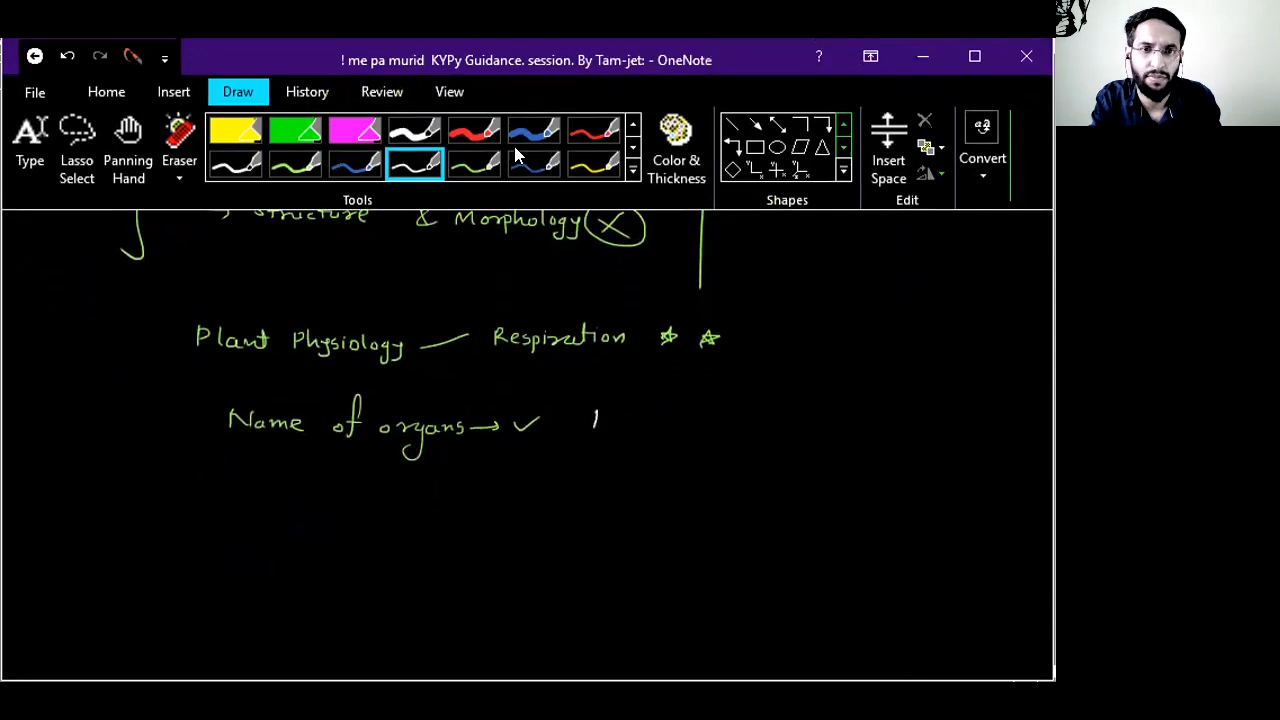 ! me pa murid KYPy Guidance. session. By Tam-jet: - OneNote
?
File Home Insert Draw History Review View
Type
Lasso Select
Panning Hand
Eraser
Color & Thickness
Insert Space
Convert
Tools
Shapes
Edit
structure & Morphology (X)
Plant Physiology — Respiration ☆ ☆
Name of organs → ✓